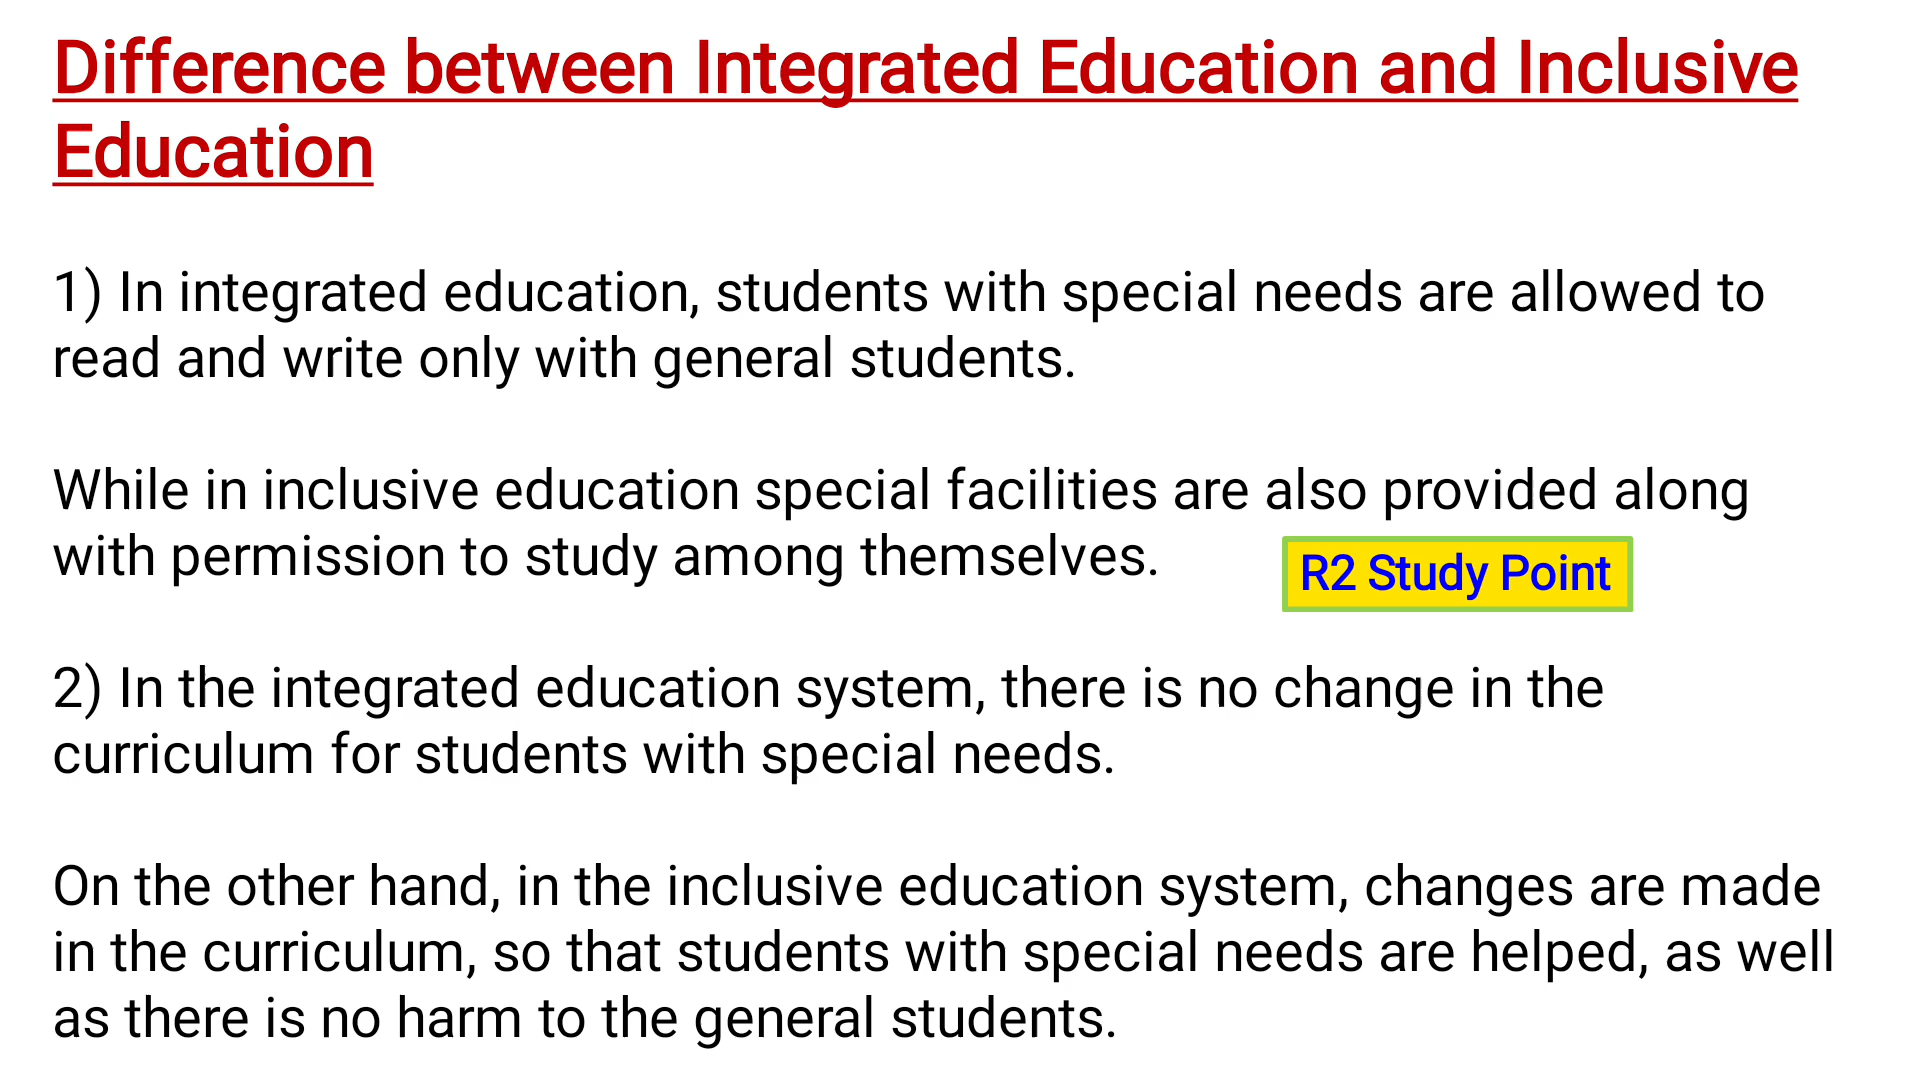 Difference between Integrated Education and Inclusive
Education
1) In integrated education, students with special needs are allowed to
read and write only with general students.
While in inclusive education special facilities are also provided along
with permission to study among themselves.
R2 Study Point
2) In the integrated education system, there is no change in the
curriculum for students with special needs.
On the other hand, in the inclusive education system, changes are made
in the curriculum, so that students with special needs are helped, as well
as there is no harm to the general students.